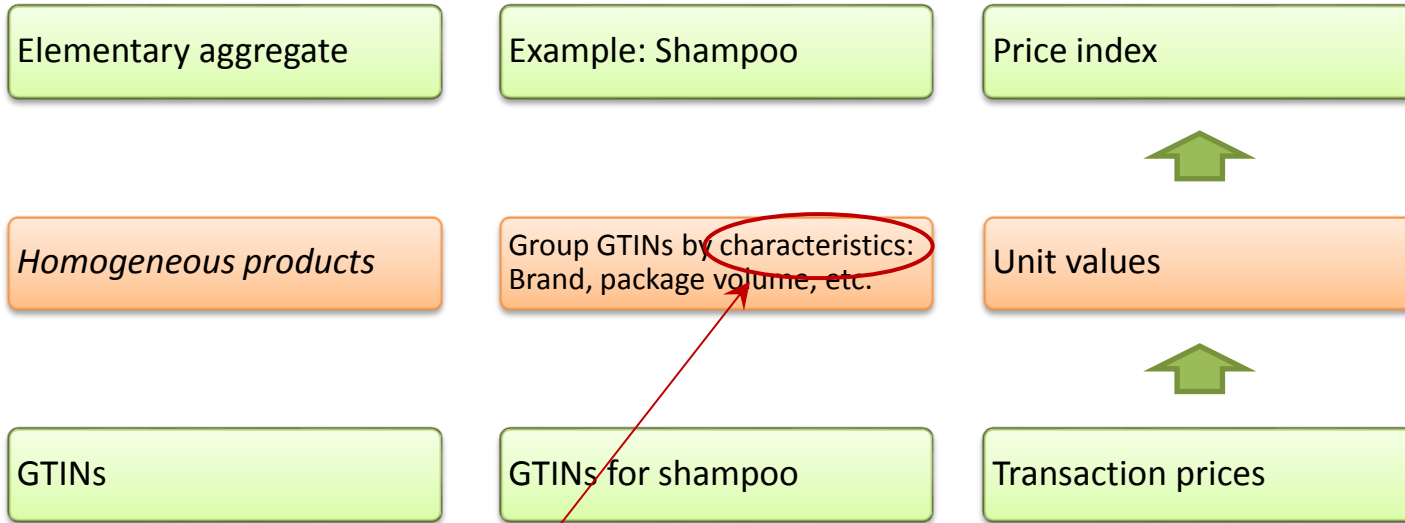 Elementary aggregate
Example: Shampoo
Price index
Homogeneous products
Group GTINs by characteristics:
Brand, package volume, etc.
Unit values
GTINs
GTINs for shampoo
Transaction prices